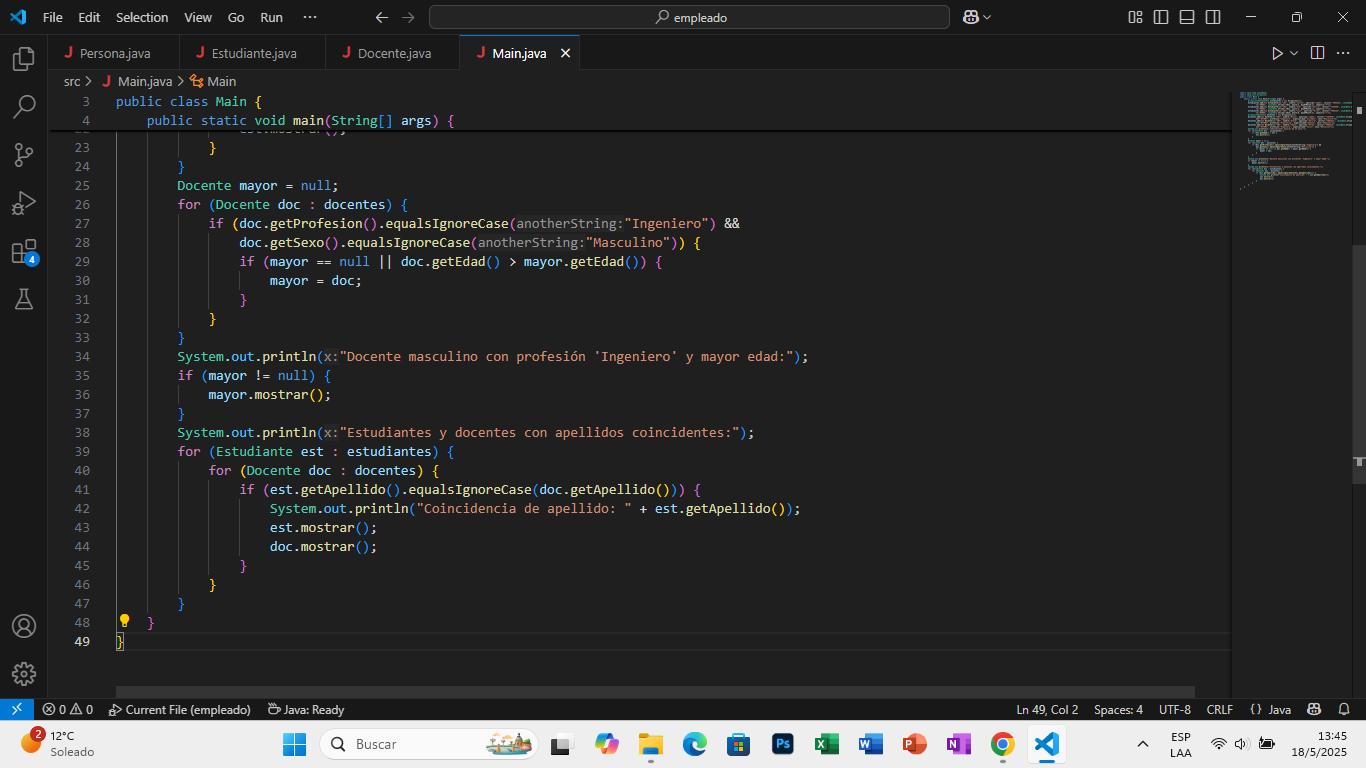 File Edit Selection View Go Run ··· empleado
Persona.java Estudiante.java Docente.java Main.java
src > Main.java > Main
3 public class Main {
4 public static void main(String[] args) {
23 }
24 }
25 Docente mayor = null;
26 for (Docente doc : docentes) {
27 if (doc.getProfesion().equalsIgnoreCase(anotherString:"Ingeniero") &&
28 doc.getSexo().equalsIgnoreCase(anotherString:"Masculino")) {
29 if (mayor == null || doc.getEdad() > mayor.getEdad()) {
30 mayor = doc;
31 }
32 }
33 }
34 System.out.println(x:"Docente masculino con profesión 'Ingeniero' y mayor edad:");
35 if (mayor != null) {
36 mayor.mostrar();
37 }
38 System.out.println(x:"Estudiantes y docentes con apellidos coincidentes:");
39 for (Estudiante est : estudiantes) {
40 for (Docente doc : docentes) {
41 if (est.getApellido().equalsIgnoreCase(doc.getApellido())) {
42 System.out.println("Coincidencia de apellido: " + est.getApellido());
43 est.mostrar();
44 doc.mostrar();
45 }
46 }
47 }
48 }
49 }
4
0 0 Current File (empleado) Java: Ready Ln 49, Col 2 Spaces: 4 UTF-8 CRLF {} Java
2
12°C
Soleado
Buscar
Ps
ESP
LAA
13:45
18/5/2025